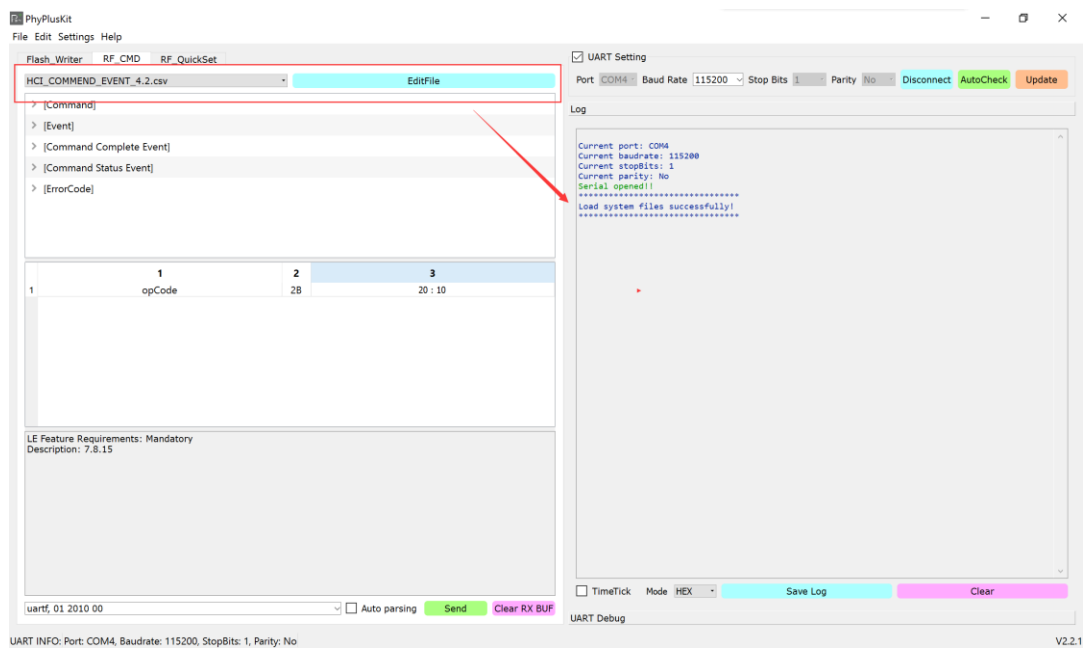 PhyPlusKit
File Edit Settings Help
Flash_Writer RF_CMD RF_QuickSet
HCI_COMMEND_EVENT_4.2.csv EditFile
[Command]
[Event]
[Command Complete Event]
[Command Status Event]
[ErrorCode]
1 2 3
1 opCode 2B 20 : 10
LE Feature Requirements: Mandatory
Description: 7.8.15
uartf, 01 2010 00 Auto parsing Send Clear RX BUF
UART Setting
Port COM4 Baud Rate 115200 Stop Bits 1 Parity No Disconnect AutoCheck Update
Log
Current port: COM4
Current baudrate: 115200
Current stopBits: 1
Current parity: No
Serial opened!!
********************************
Load system files successfully!
********************************
TimeTick Mode HEX Save Log Clear
UART Debug
UART INFO: Port: COM4, Baudrate: 115200, StopBits: 1, Parity: No V2.2.1